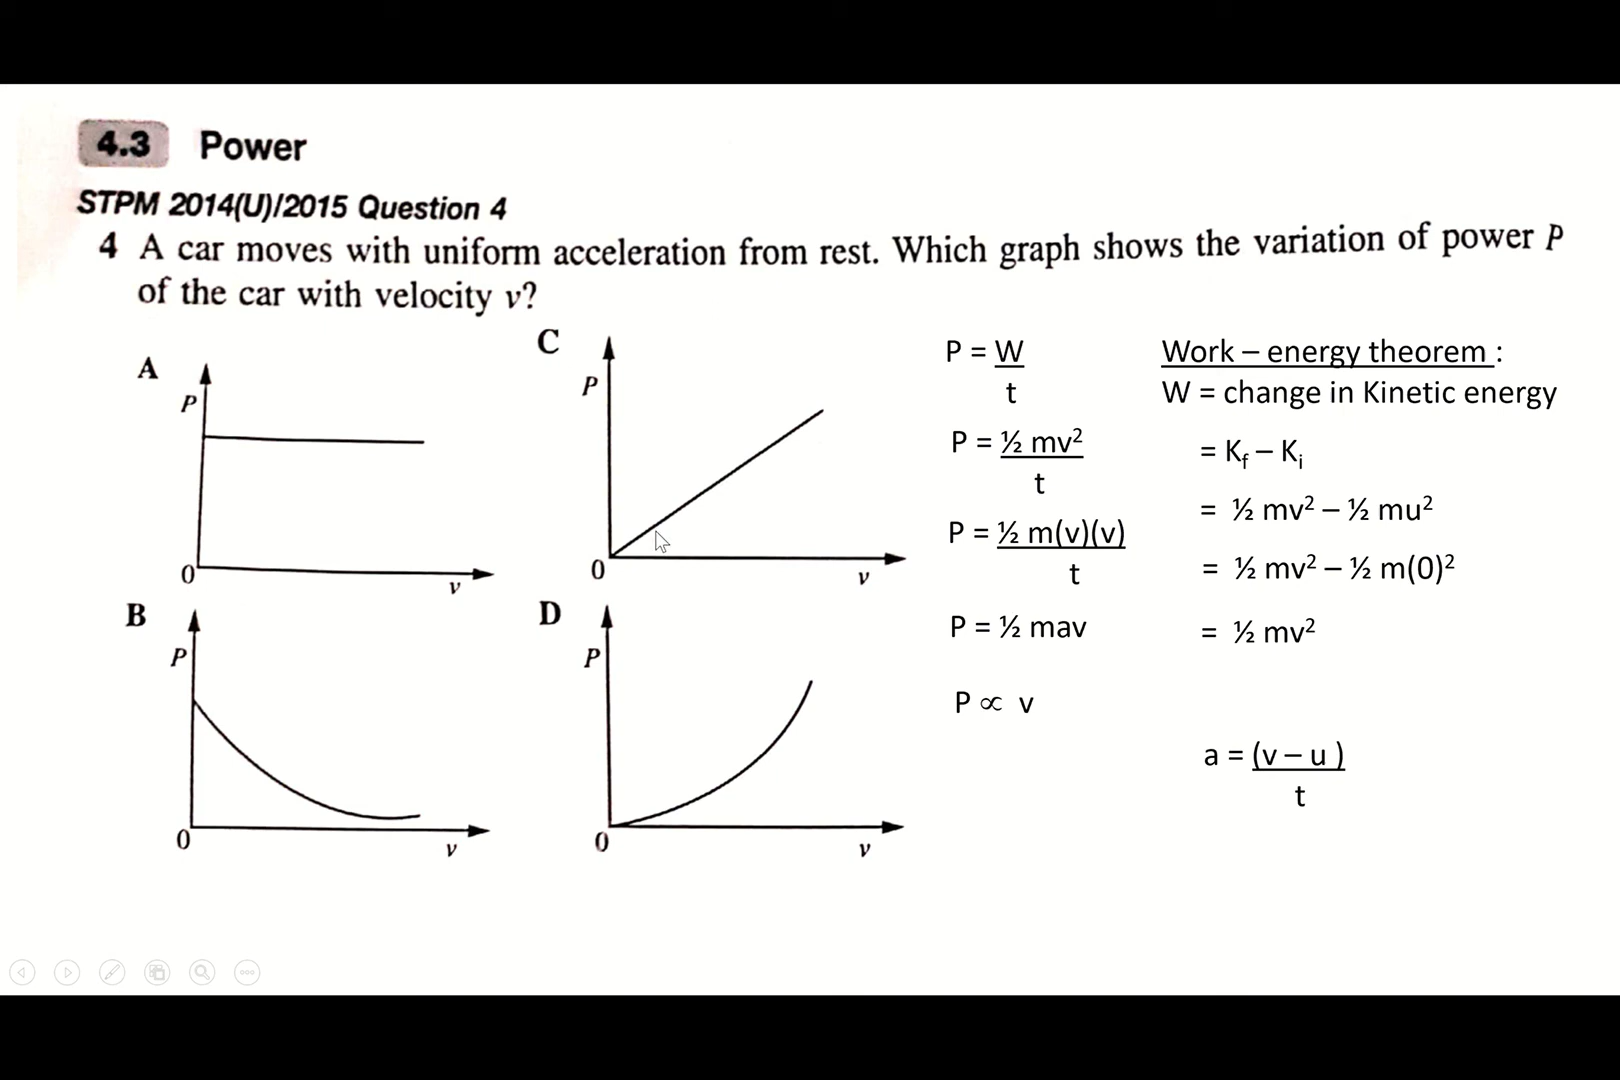 4.3 Power
STPM 2014(U)/2015 Question 4
4 A car moves with uniform acceleration from rest. Which graph shows the variation of power P
of the car with velocity v?
A
P
0
v
B
P
0
v
C
P
0
v
D
P
0
v
P = W
t
P = ½ mv²
t
P = ½ m(v)(v)
t
P = ½ mav
P ∝ v
Work – energy theorem :
W = change in Kinetic energy
= Kf – Ki
= ½ mv² – ½ mu²
= ½ mv² – ½ m(0)²
= ½ mv²
a = (v – u )
t